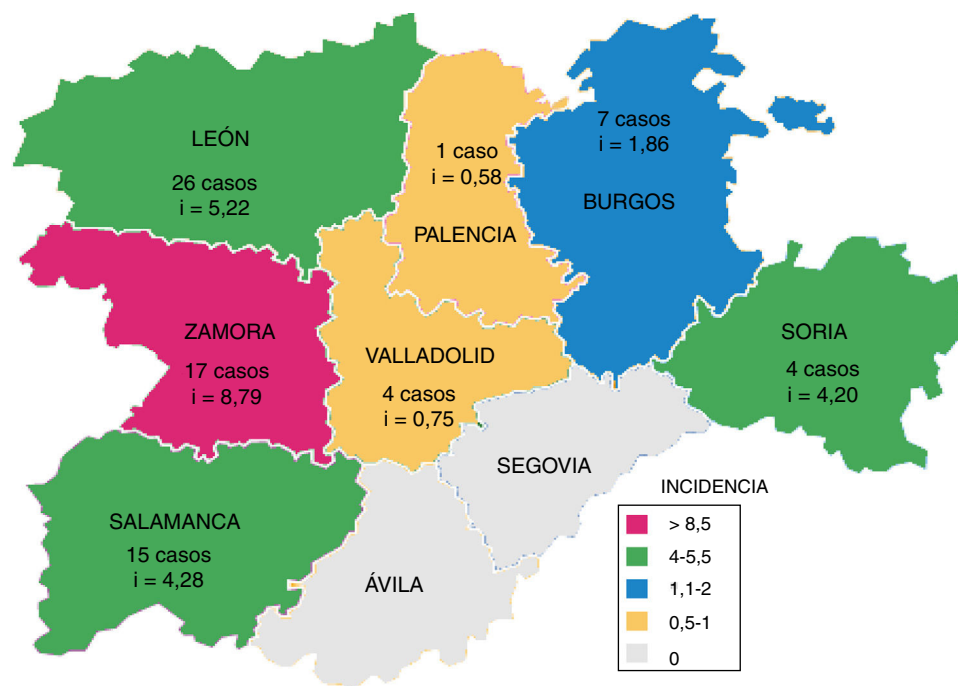 LEÓN
26 casos
i = 5,22
1 caso
i = 0,58
PALENCIA
7 casos
i = 1,86
BURGOS
ZAMORA
17 casos
i = 8,79
VALLADOLID
4 casos
i = 0,75
SORIA
4 casos
i = 4,20
SEGOVIA
SALAMANCA
15 casos
i = 4,28
ÁVILA
INCIDENCIA
> 8,5
4-5,5
1,1-2
0,5-1
0